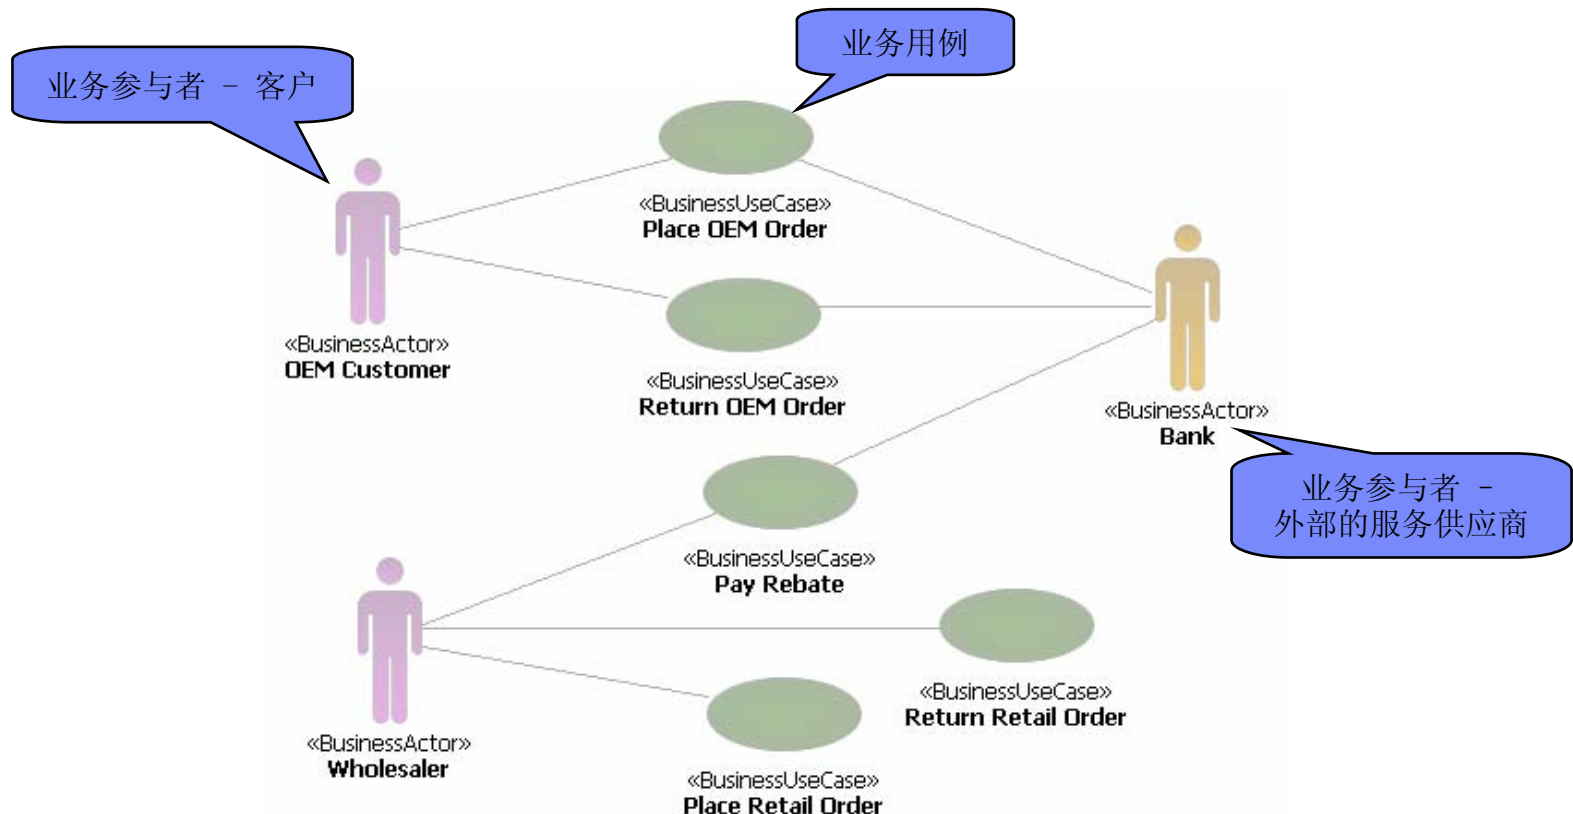 业务用例
业务参与者 - 客户
«BusinessUseCase»
Place OEM Order
«BusinessActor»
OEM Customer
«BusinessUseCase»
Return OEM Order
«BusinessActor»
Bank
业务参与者 -
外部的服务供应商
«BusinessUseCase»
Pay Rebate
«BusinessUseCase»
Return Retail Order
«BusinessActor»
Wholesaler
«BusinessUseCase»
Place Retail Order